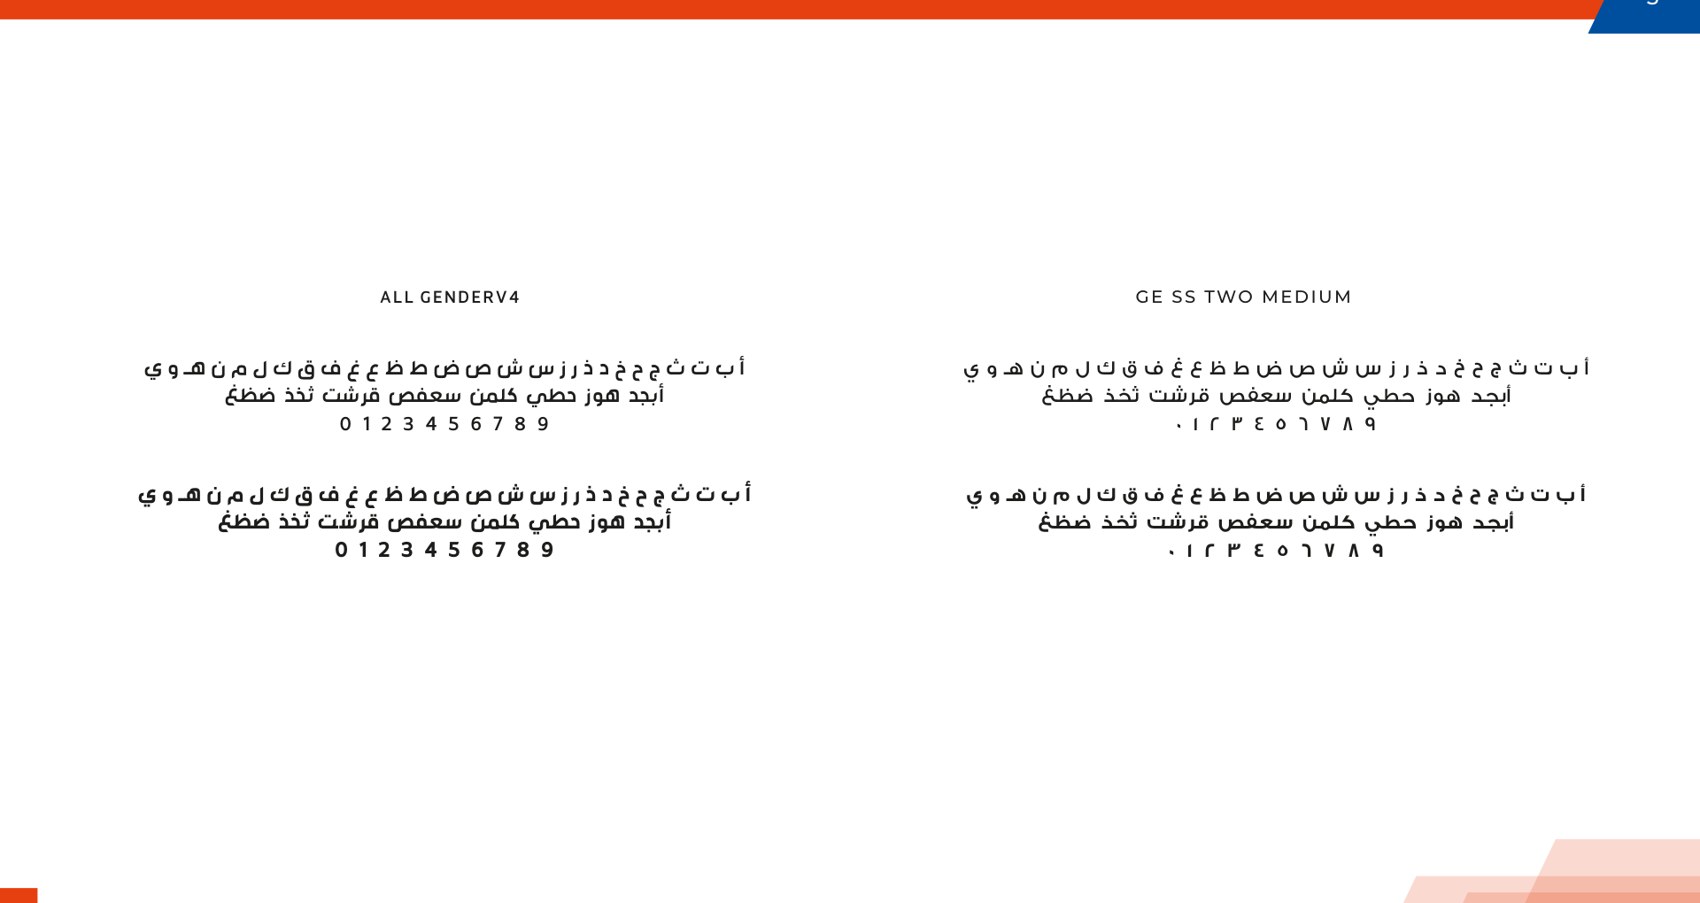 ALL GENDERV4
أ ب ت ث ج ح خ د ذ ر ز س ش ص ض ط ظ ع غ ف ق ك ل م ن هـ و ي
أبجد هوز حطي كلمن سعفص قرشت ثخذ ضظغ
0 1 2 3 4 5 6 7 8 9
أ ب ت ث ج ح خ د ذ ر ز س ش ص ض ط ظ ع غ ف ق ك ل م ن هـ و ي
أبجد هوز حطي كلمن سعفص قرشت ثخذ ضظغ
0 1 2 3 4 5 6 7 8 9
GE SS TWO MEDIUM
أ ب ت ث ج ح خ د ذ ر ز س ش ص ض ط ظ ع غ ف ق ك ل م ن هـ و ي
أبجد هوز حطي كلمن سعفص قرشت ثخذ ضظغ
٠ ١ ٢ ٣ ٤ ٥ ٦ ٧ ٨ ٩
أ ب ت ث ج ح خ د ذ ر ز س ش ص ض ط ظ ع غ ف ق ك ل م ن هـ و ي
أبجد هوز حطي كلمن سعفص قرشت ثخذ ضظغ
٠ ١ ٢ ٣ ٤ ٥ ٦ ٧ ٨ ٩